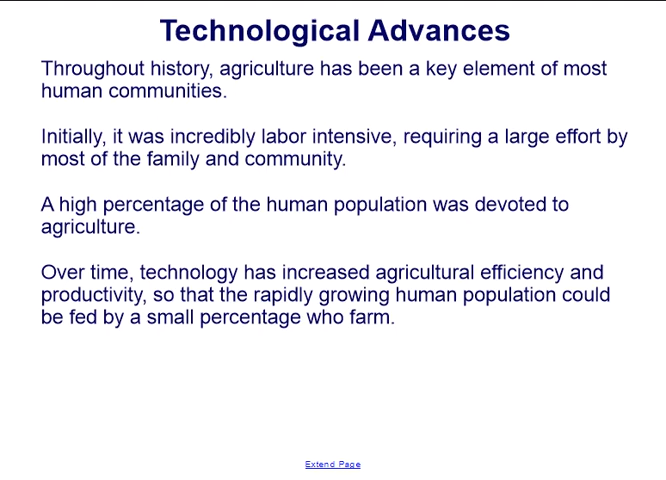 Technological Advances
Throughout history, agriculture has been a key element of most
human communities.
Initially, it was incredibly labor intensive, requiring a large effort by
most of the family and community.
A high percentage of the human population was devoted to
agriculture.
Over time, technology has increased agricultural efficiency and
productivity, so that the rapidly growing human population could
be fed by a small percentage who farm.
Extend Page